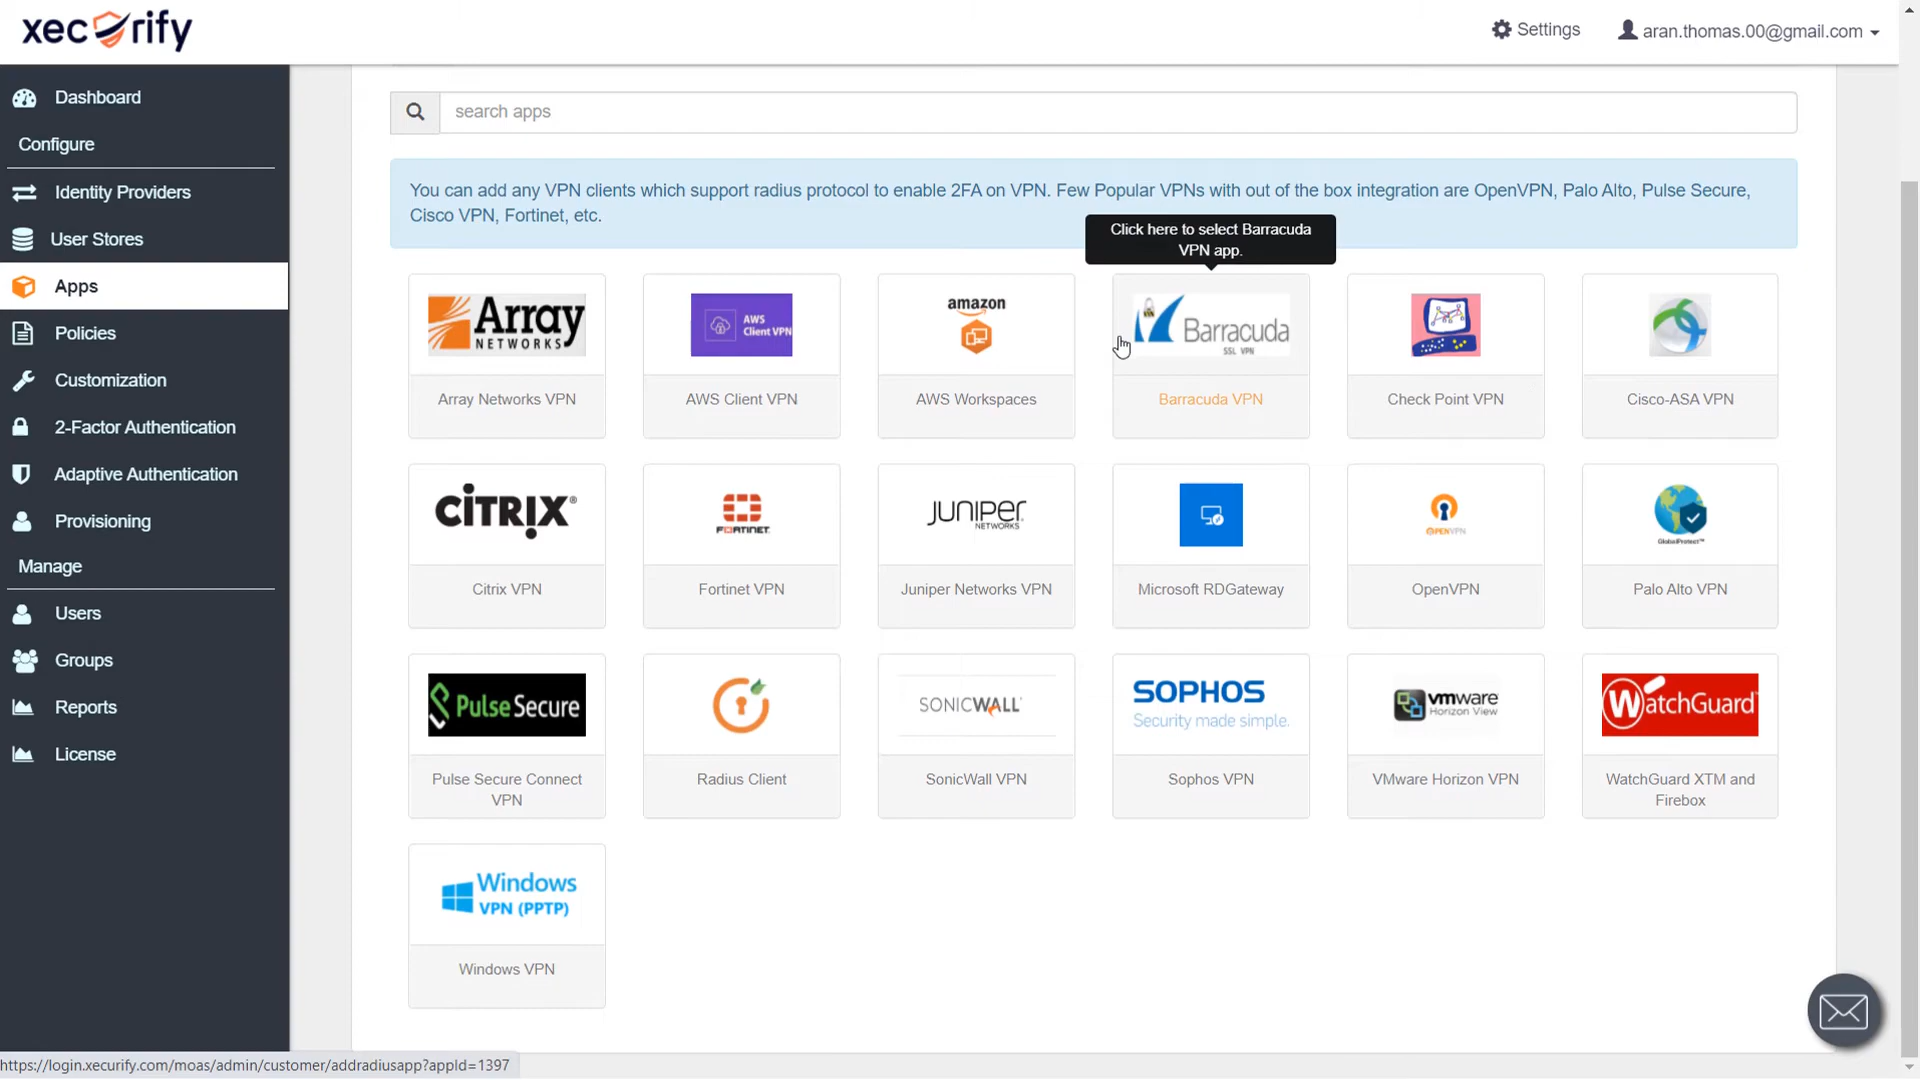 xecurify
Settings
aran.thomas.00@gmail.com
Dashboard
Configure
Identity Providers
User Stores
Apps
Policies
Customization
2-Factor Authentication
Adaptive Authentication
Provisioning
Manage
Users
Groups
Reports
License
search apps
You can add any VPN clients which support radius protocol to enable 2FA on VPN. Few Popular VPNs with out of the box integration are OpenVPN, Palo Alto, Pulse Secure,
Cisco VPN, Fortinet, etc.
Click here to select Barracuda
VPN app.
Array
NETWORKS
Array Networks VPN
AWS
Client VPN
AWS Client VPN
amazon
AWS Workspaces
Barracuda
SSL VPN
Barracuda VPN
Check Point VPN
Cisco-ASA VPN
CITRIX®
Citrix VPN
FORTINET
Fortinet VPN
JUNIPER
NETWORKS
Juniper Networks VPN
Microsoft RDGateway
OPENVPN
OpenVPN
GlobalProtect™
Palo Alto VPN
Pulse Secure
Pulse Secure Connect
VPN
Radius Client
SONICWALL
SonicWall VPN
SOPHOS
Security made simple.
Sophos VPN
vmware
Horizon View
VMware Horizon VPN
WatchGuard
WatchGuard XTM and
Firebox
Windows
VPN (PPTP)
Windows VPN
https://login.xecurify.com/moas/admin/customer/addradiusapp?appId=1397